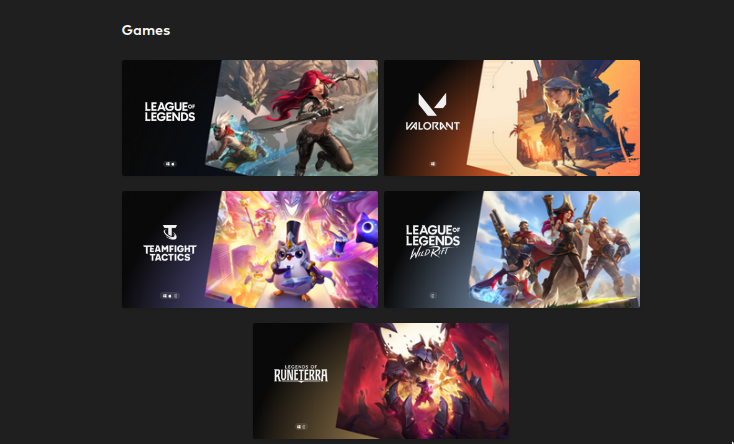 Games
LEAGUE OF
LEGENDS
VALORANT
TEAMFIGHT
TACTICS
LEAGUE OF
LEGENDS
WILD RIFT
LEGENDS OF
RUNETERRA